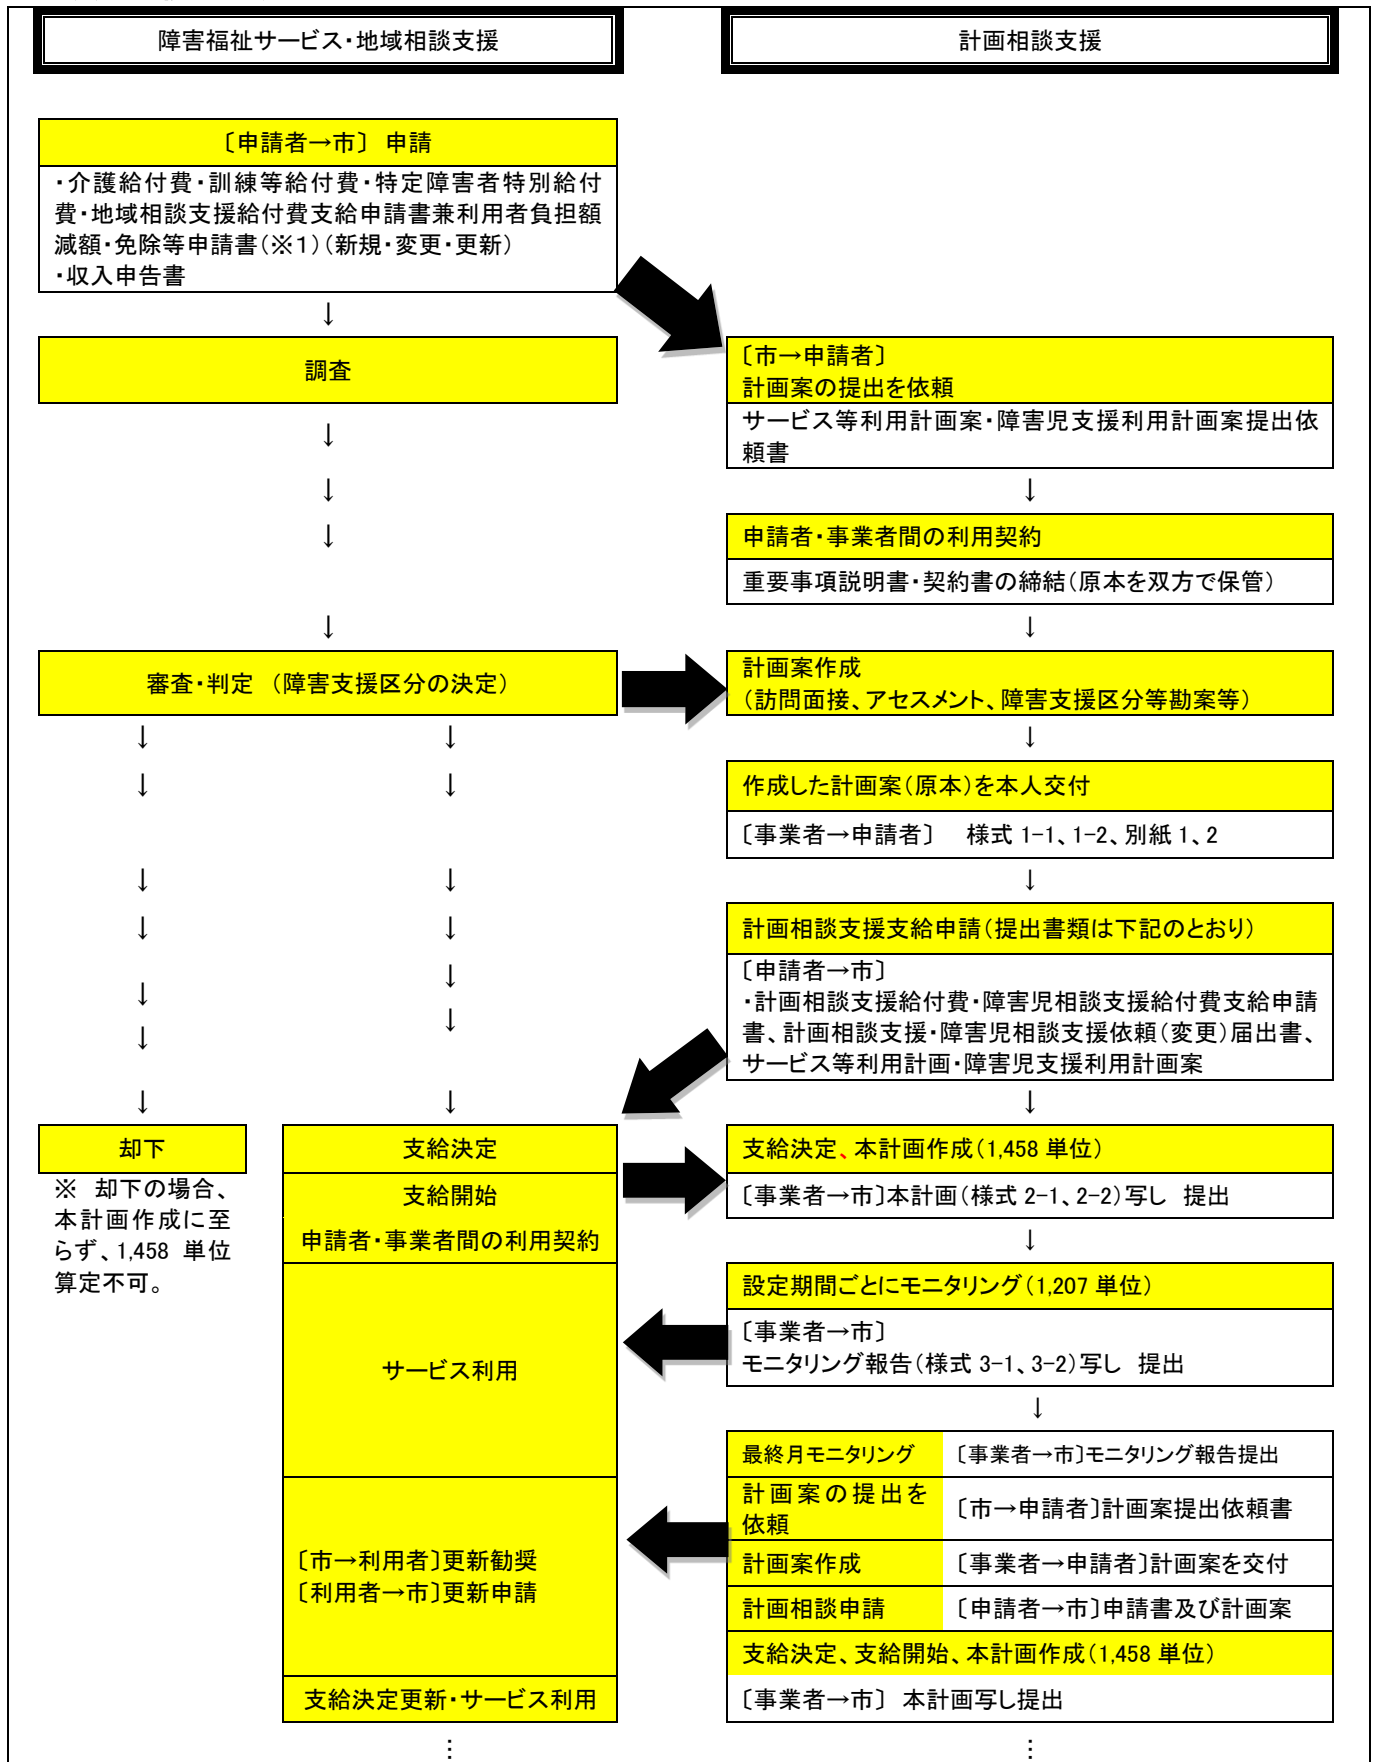 障害福祉サービス・地域相談支援
計画相談支援
〔申請者→市〕 申請
・介護給付費・訓練等給付費・特定障害者特別給付
費・地域相談支援給付費支給申請書兼利用者負担額
減額・免除等申請書(※1)(新規・変更・更新)
・収入申告書
↓
調査
〔市→申請者〕
計画案の提出を依頼
サービス等利用計画案・障害児支援利用計画案提出依
頼書
↓
↓
↓
↓
申請者・事業者間の利用契約
重要事項説明書・契約書の締結(原本を双方で保管)
↓
↓
審査・判定 (障害支援区分の決定)
計画案作成
(訪問面接、アセスメント、障害支援区分等勘案等)
↓ ↓
↓
↓ ↓
作成した計画案(原本)を本人交付
〔事業者→申請者〕 様式 1-1、1-2、別紙 1、2
↓ ↓
↓
↓ ↓
計画相談支援支給申請(提出書類は下記のとおり)
〔申請者→市〕
・計画相談支援給付費・障害児相談支援給付費支給申請
書、計画相談支援・障害児相談支援依頼(変更)届出書、
サービス等利用計画・障害児支援利用計画案
↓ ↓
↓ ↓
↓ ↓
↓
却下
※ 却下の場合、
本計画作成に至
らず、1,458 単位
算定不可。
支給決定
支給開始
申請者・事業者間の利用契約
支給決定、本計画作成(1,458 単位)
〔事業者→市〕本計画(様式 2-1、2-2)写し 提出
↓
サービス利用
設定期間ごとにモニタリング(1,207 単位)
〔事業者→市〕
モニタリング報告(様式 3-1、3-2)写し 提出
↓
最終月モニタリング 〔事業者→市〕モニタリング報告提出
計画案の提出を
依頼
〔市→申請者〕計画案提出依頼書
〔市→利用者〕更新勧奨
〔利用者→市〕更新申請
計画案作成 〔事業者→申請者〕計画案を交付
計画相談申請 〔申請者→市〕申請書及び計画案
支給決定、支給開始、本計画作成(1,458 単位)
支給決定更新・サービス利用
〔事業者→市〕 本計画写し提出
⋮ ⋮